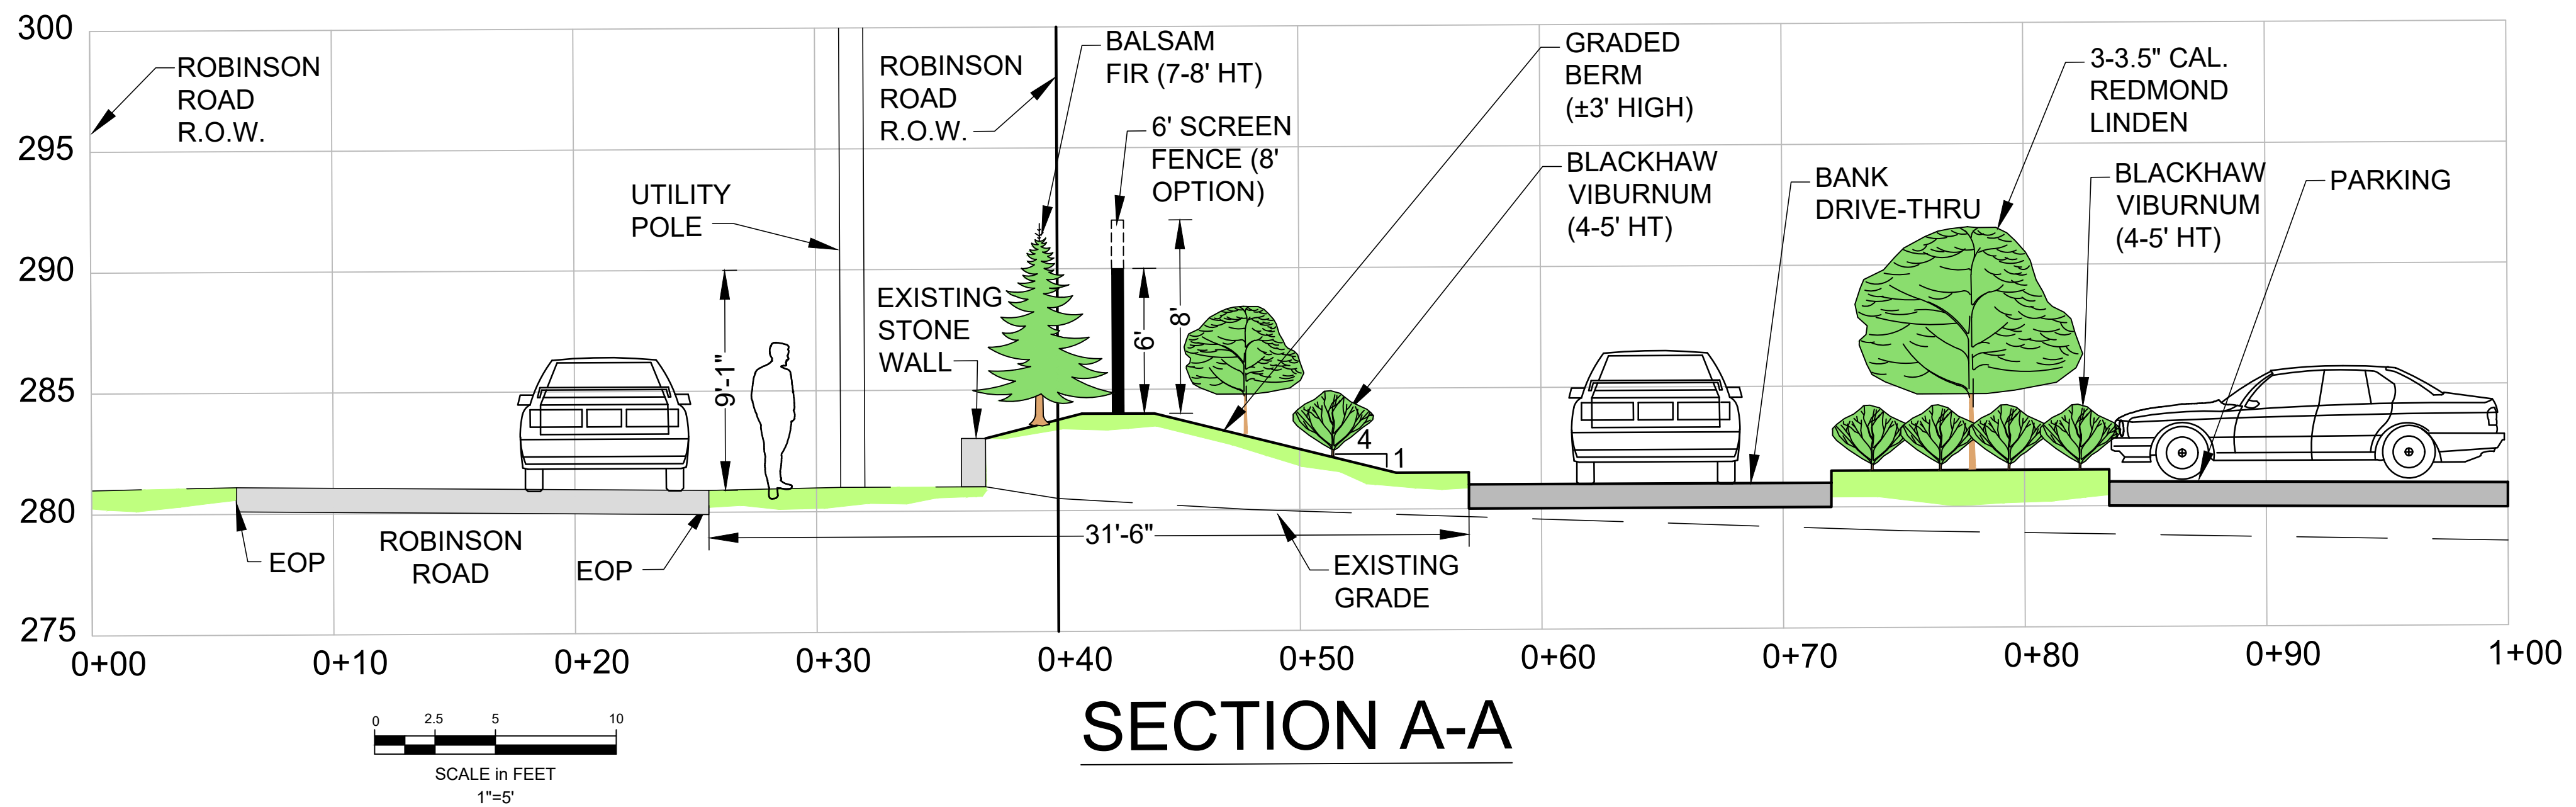 300
295
290
285
280
275
ROBINSON
ROAD
R.O.W.
UTILITY
POLE
9'-1"
ROBINSON
ROAD
R.O.W.
EXISTING
STONE
WALL
BALSAM
FIR (7-8' HT)
6' SCREEN
FENCE (8'
OPTION)
6'
8'
GRADED
BERM
(±3' HIGH)
BLACKHAW
VIBURNUM
(4-5' HT)
4
1
BANK
DRIVE-THRU
3-3.5" CAL.
REDMOND
LINDEN
BLACKHAW
VIBURNUM
(4-5' HT)
PARKING
EOP
ROBINSON
ROAD
EOP
31'-6"
EXISTING
GRADE
0+00 0+10 0+20 0+30 0+40 0+50 0+60 0+70 0+80 0+90 1+00
SECTION A-A
0 2.5 5 10
SCALE in FEET
1"=5'